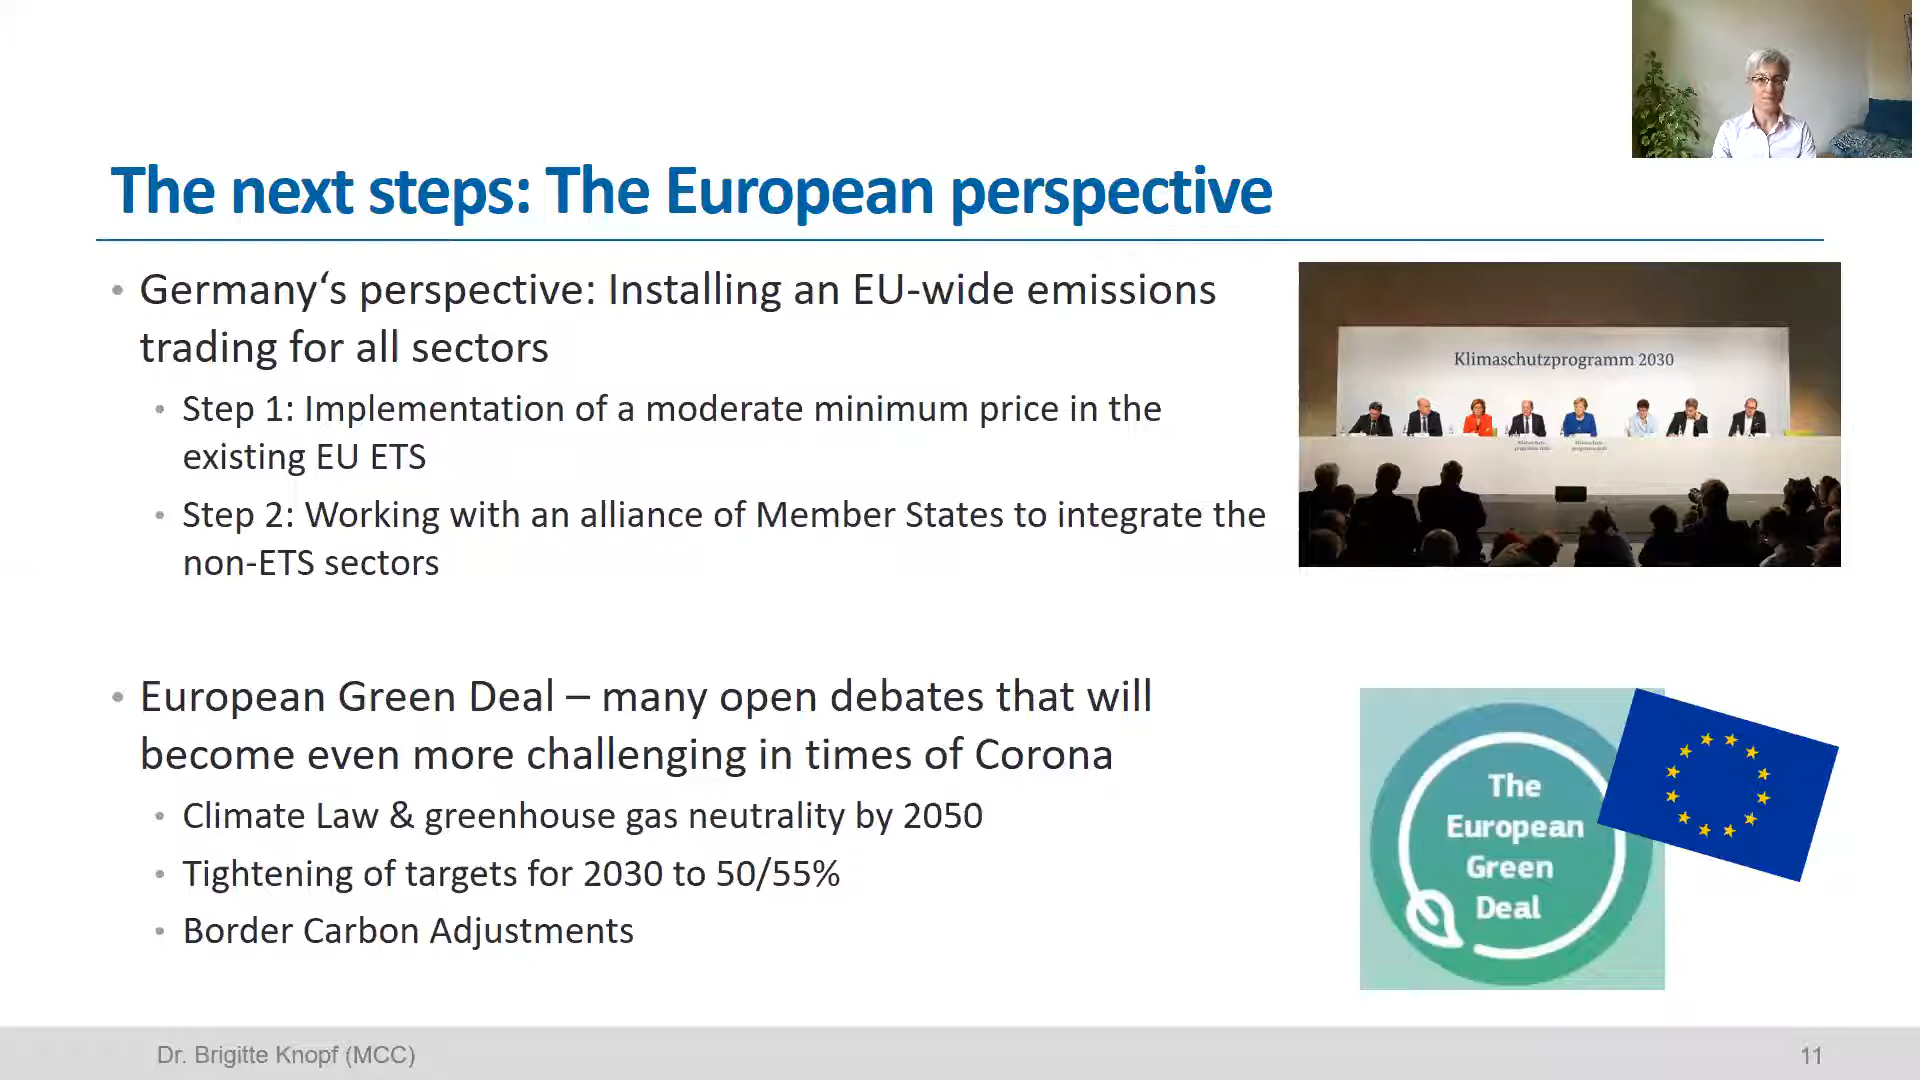 The next steps: The European perspective
• Germany‘s perspective: Installing an EU-wide emissions
trading for all sectors
• Step 1: Implementation of a moderate minimum price in the
existing EU ETS
• Step 2: Working with an alliance of Member States to integrate the
non-ETS sectors
Klimaschutzprogramm 2030
• European Green Deal – many open debates that will
become even more challenging in times of Corona
• Climate Law & greenhouse gas neutrality by 2050
• Tightening of targets for 2030 to 50/55%
• Border Carbon Adjustments
The
European
Green
Deal
Dr. Brigitte Knopf (MCC)
11